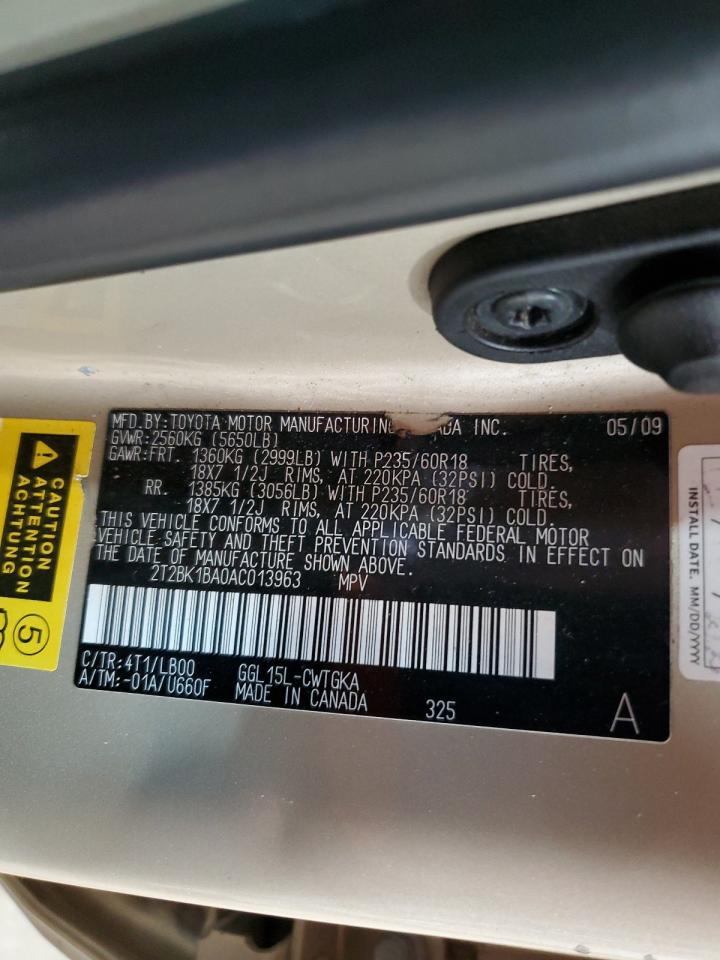 MFD.BY: TOYOTA MOTOR MANUFACTURING INC. 05/09
GVWR: 2560KG (5650LB)
GAWR: FRT. 1360KG (2999LB) WITH P235/60R18 TIRES,
18X7 1/2J RIMS, AT 220KPA (32PSI) COLD.
RR. 1385KG (3056LB) WITH P235/60R18 TIRES,
18X7 1/2J RIMS, AT 220KPA (32PSI) COLD.
THIS VEHICLE CONFORMS TO ALL APPLICABLE FEDERAL MOTOR
VEHICLE SAFETY AND THEFT PREVENTION STANDARDS IN EFFECT ON
THE DATE OF MANUFACTURE SHOWN ABOVE.
2T2BK1BA0AC013963 MPV
C/TR: 4T1/LB00 GGL15L-CWTGKA
A/TM: -01A/U660F MADE IN CANADA 325 A
CAUTION
ATTENTION
ACHTUNG
5
INSTALL DATE. MM/DD/YYYY